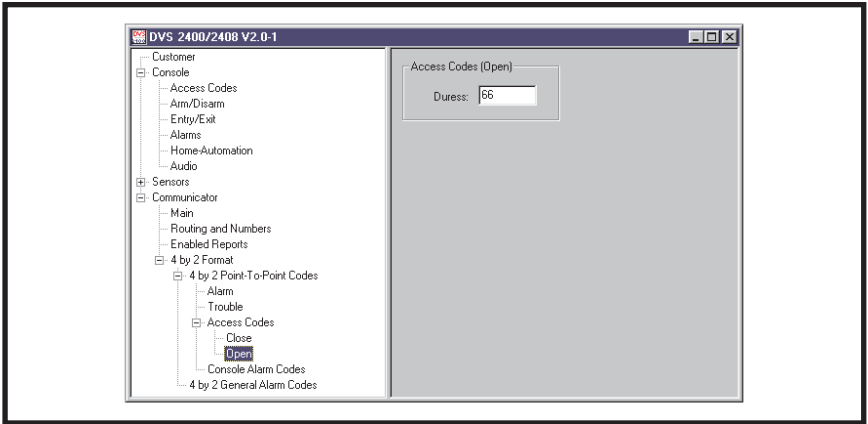 DVS 2400/2408 V2.0-1
Customer
Console
Access Codes
Arm/Disarm
Entry/Exit
Alarms
Home-Automation
Audio
Sensors
Communicator
Main
Routing and Numbers
Enabled Reports
4 by 2 Format
4 by 2 Point-To-Point Codes
Alarm
Trouble
Access Codes
Close
Open
Console Alarm Codes
4 by 2 General Alarm Codes
Access Codes (Open)
Duress: 66